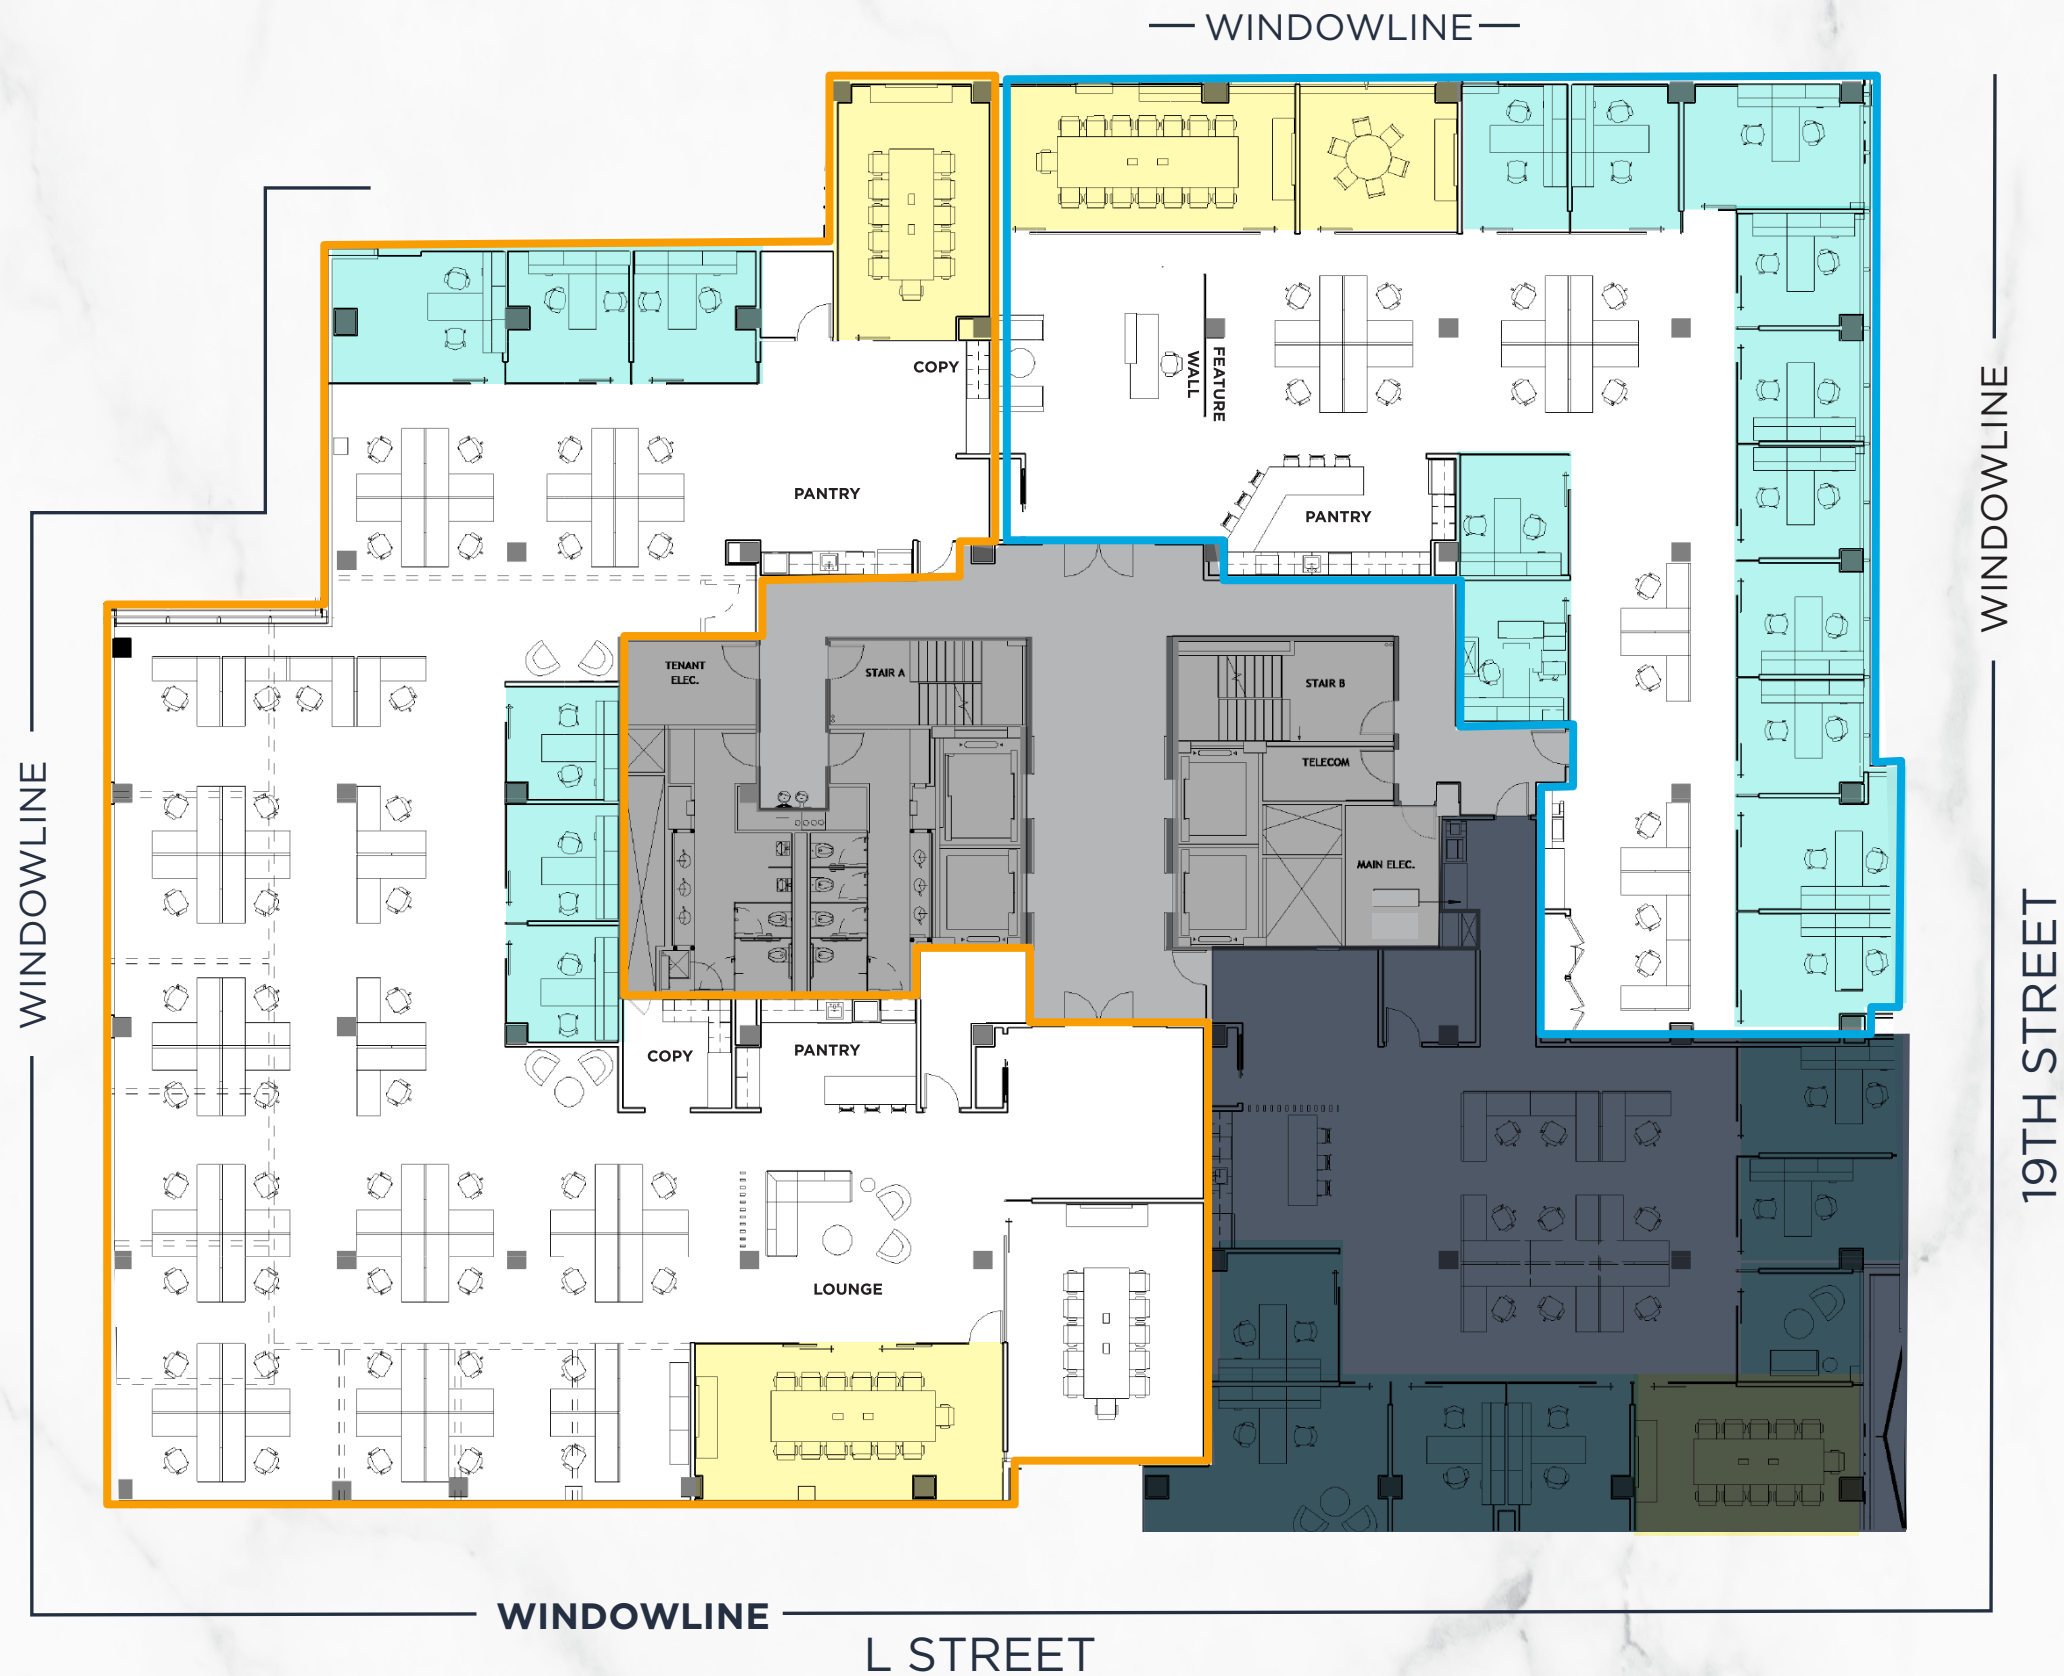 WINDOWLINE
COPY
FEATURE
WALL
WINDOWLINE
PANTRY
PANTRY
TENANT
ELEC.
STAIR A
STAIR B
TELECOM
WINDOWLINE
MAIN ELEC.
19TH STREET
COPY
PANTRY
LOUNGE
WINDOWLINE
L STREET